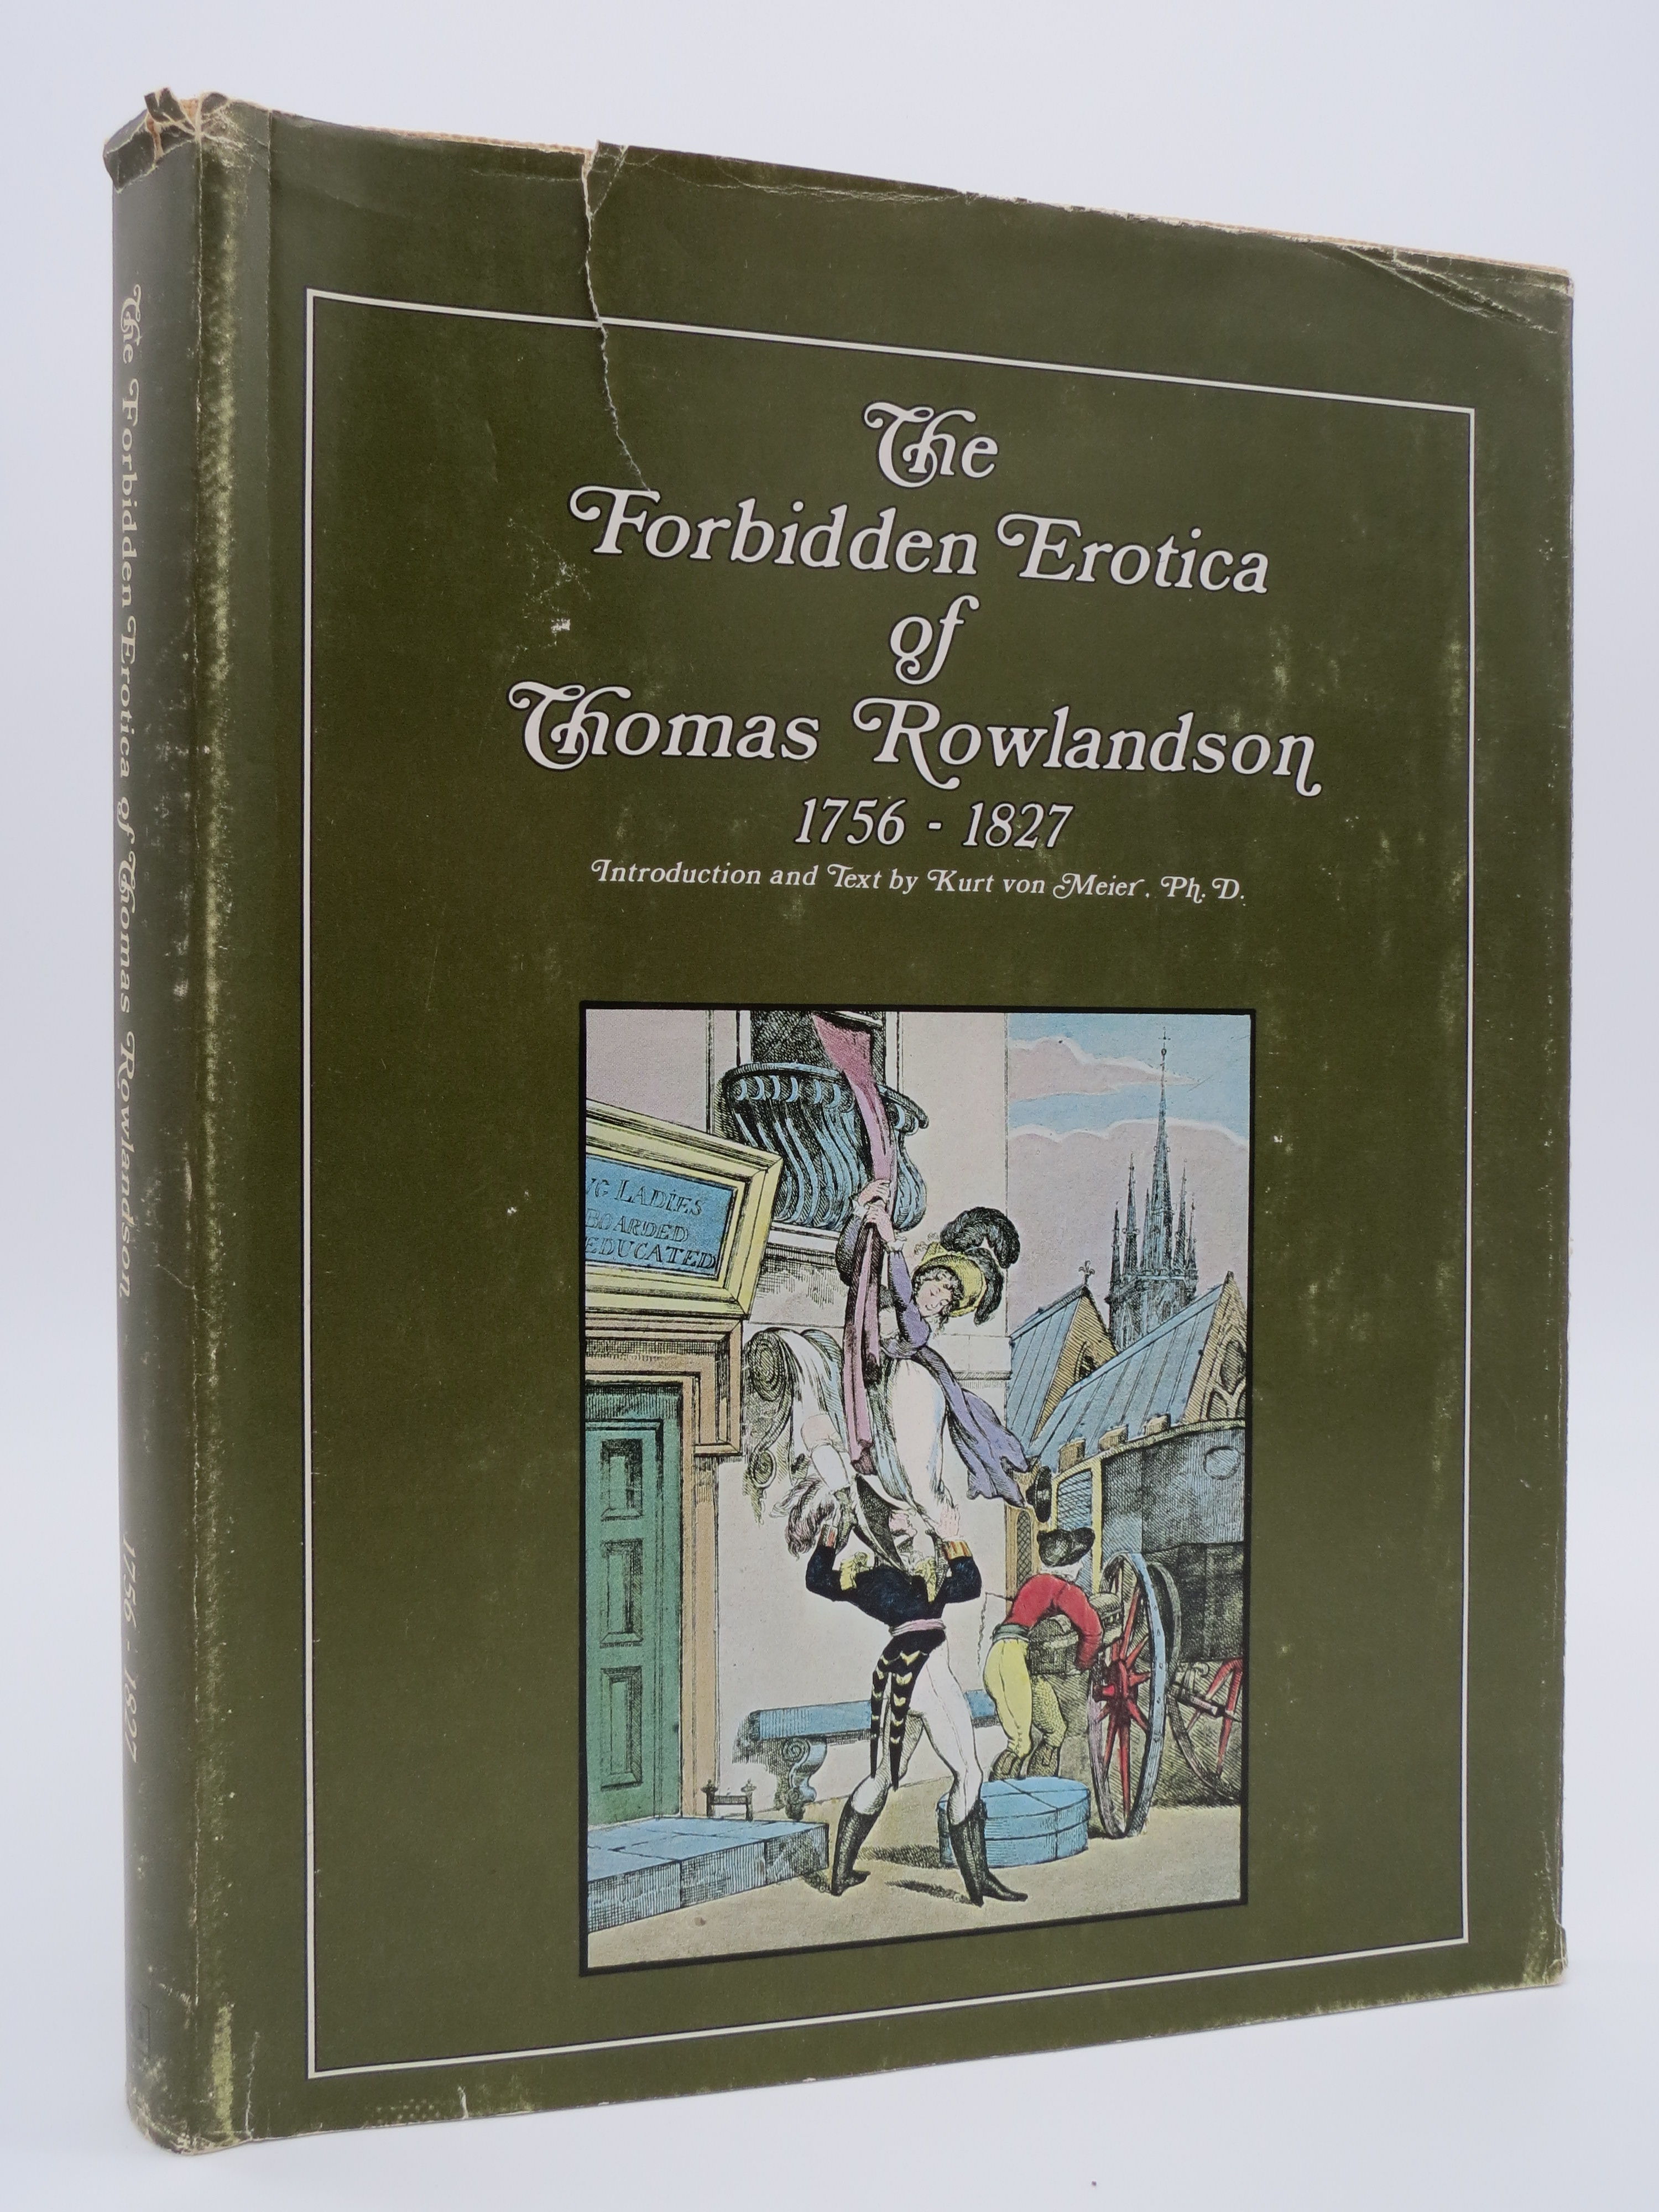 The Forbidden Erotica of Thomas Rowlandson 1756 - 1827
The
Forbidden Erotica
of
Thomas Rowlandson
1756 - 1827
Introduction and Text by Kurt von Meier, Ph. D.
NG LADIES
BOARDED
EDUCATED